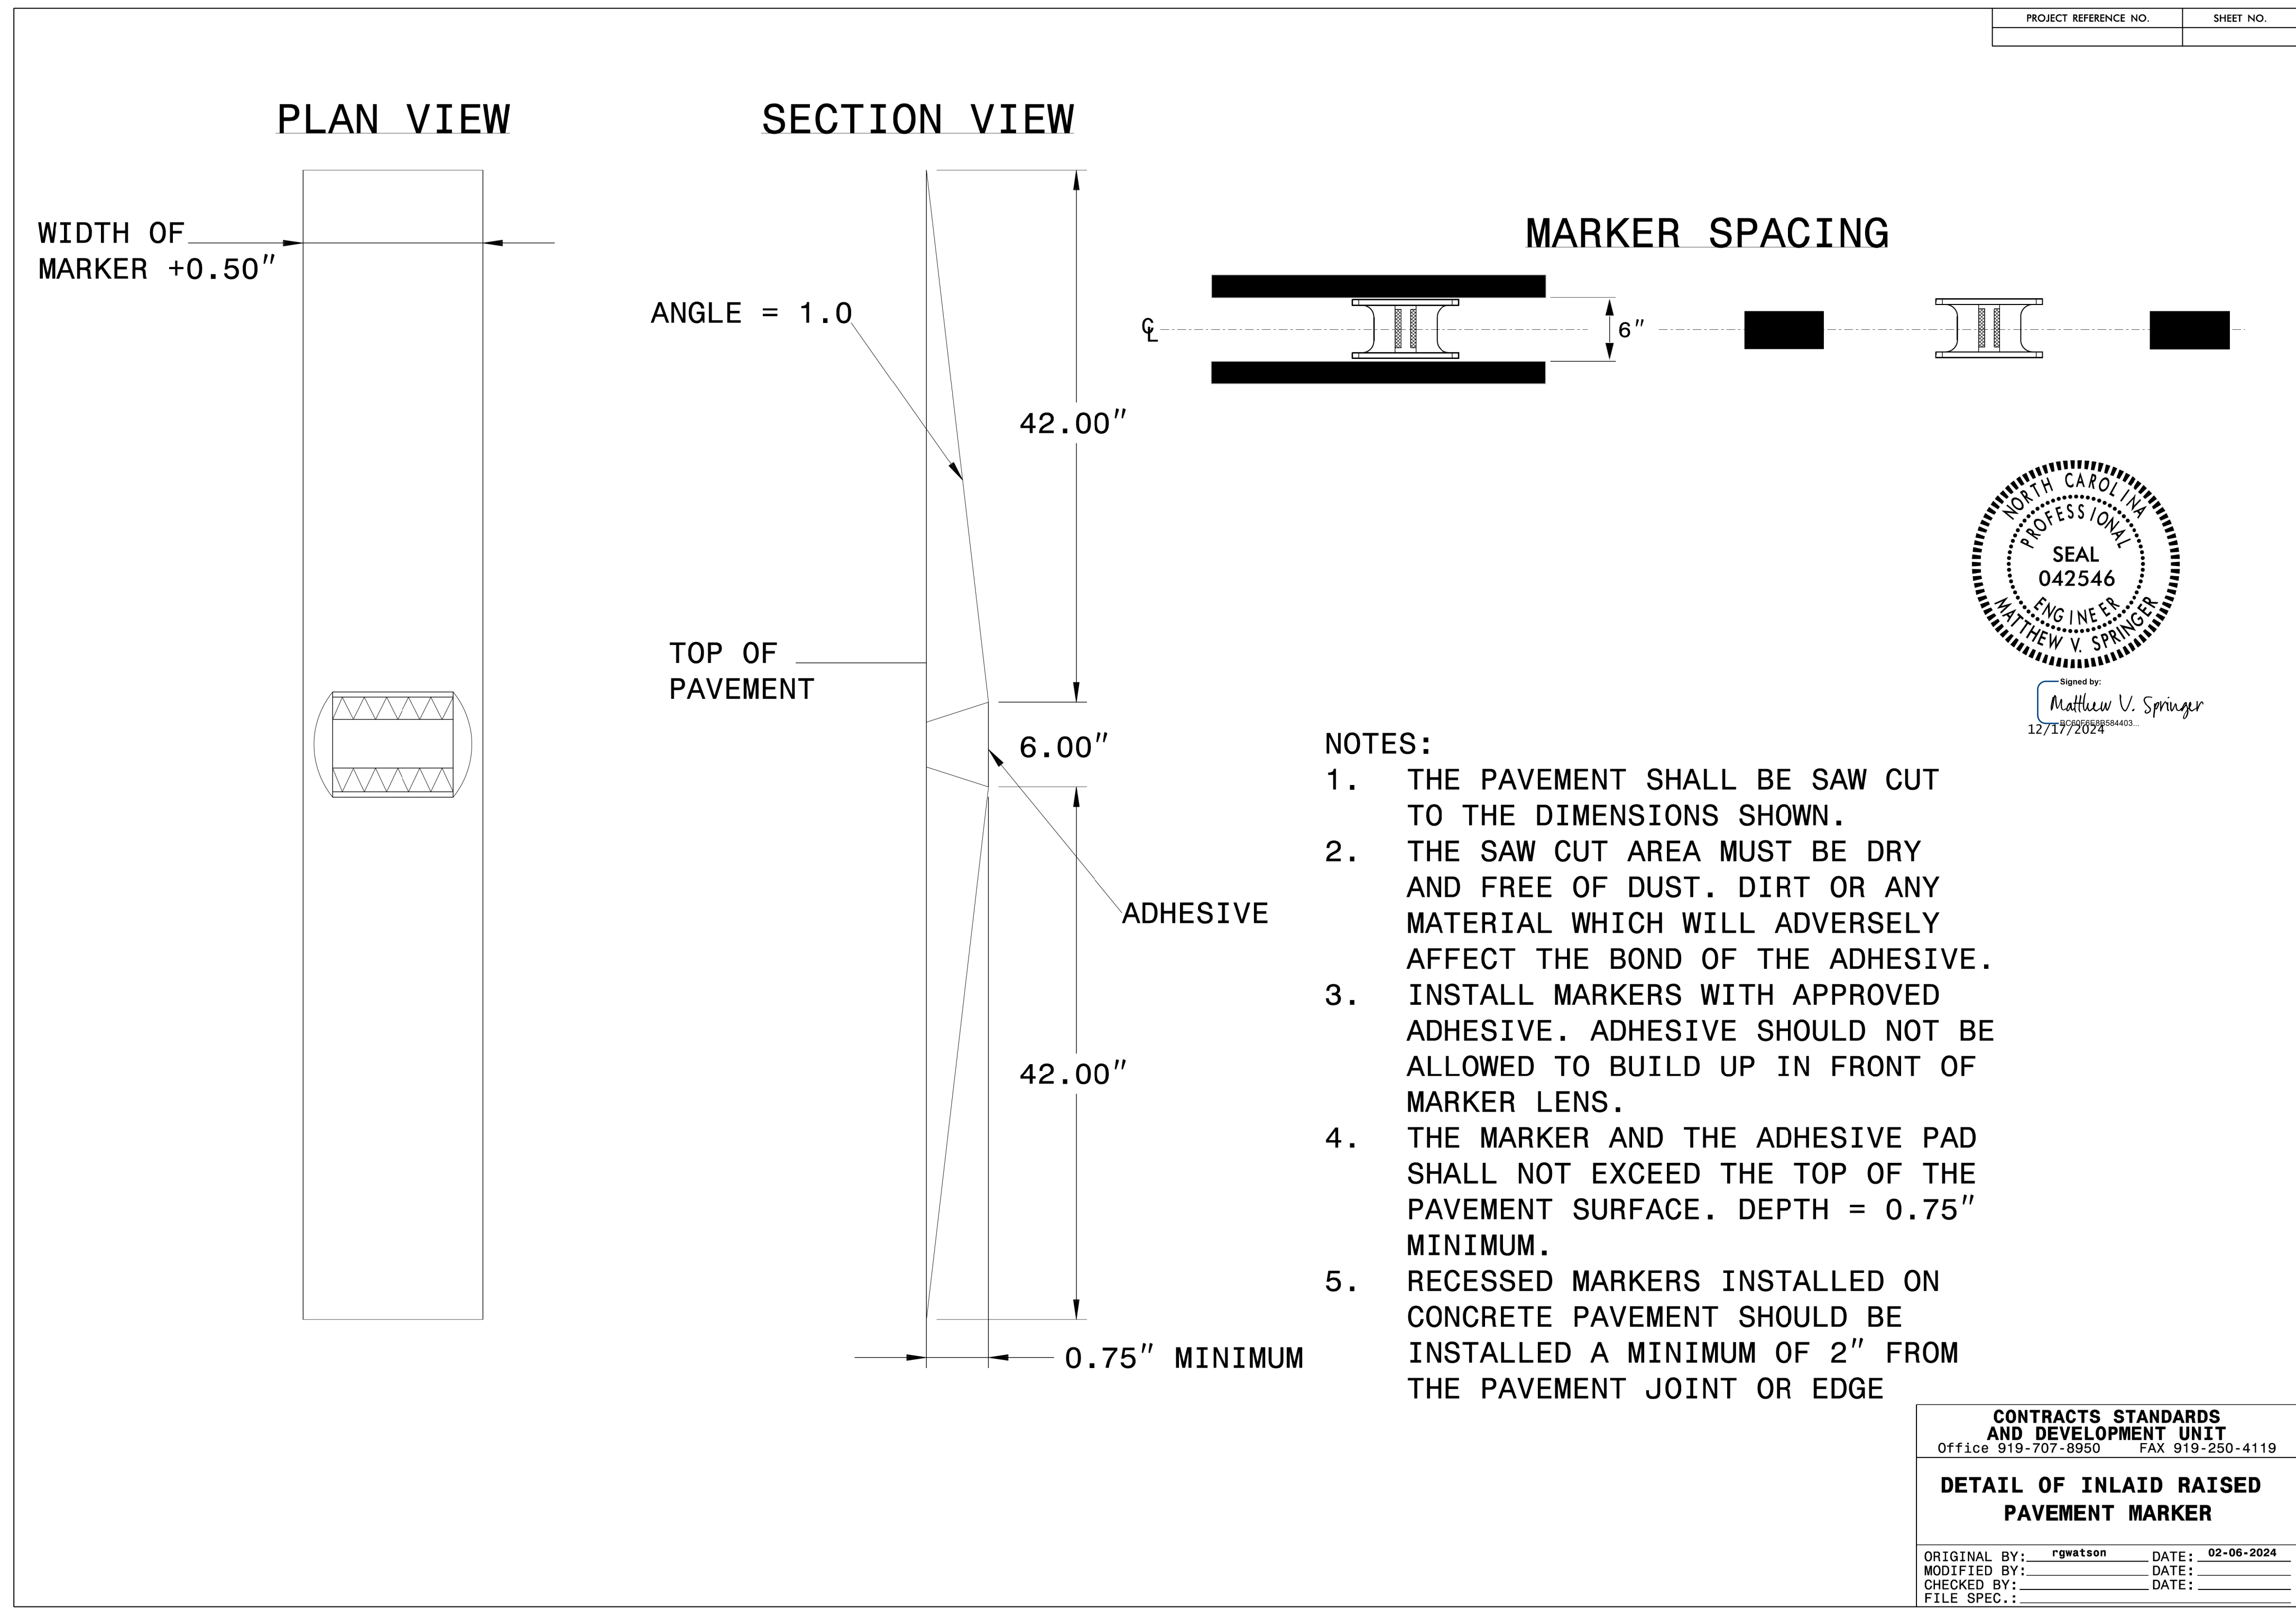 PROJECT REFERENCE NO. SHEET NO.
PLAN VIEW
SECTION VIEW
WIDTH OF
MARKER +0.50"
ANGLE = 1.0
42.00"
TOP OF
PAVEMENT
6.00"
ADHESIVE
42.00"
0.75" MINIMUM
MARKER SPACING
CL
6"
NORTH CAROLINA
PROFESSIONAL
SEAL
042546
ENGINEER
MATTHEW V. SPRINGER
Signed by:
Matthew V. Springer
12/17/2024
NOTES:
1. THE PAVEMENT SHALL BE SAW CUT
TO THE DIMENSIONS SHOWN.
2. THE SAW CUT AREA MUST BE DRY
AND FREE OF DUST. DIRT OR ANY
MATERIAL WHICH WILL ADVERSELY
AFFECT THE BOND OF THE ADHESIVE.
3. INSTALL MARKERS WITH APPROVED
ADHESIVE. ADHESIVE SHOULD NOT BE
ALLOWED TO BUILD UP IN FRONT OF
MARKER LENS.
4. THE MARKER AND THE ADHESIVE PAD
SHALL NOT EXCEED THE TOP OF THE
PAVEMENT SURFACE. DEPTH = 0.75"
MINIMUM.
5. RECESSED MARKERS INSTALLED ON
CONCRETE PAVEMENT SHOULD BE
INSTALLED A MINIMUM OF 2" FROM
THE PAVEMENT JOINT OR EDGE
CONTRACTS STANDARDS
AND DEVELOPMENT UNIT
Office 919-707-8950 FAX 919-250-4119
DETAIL OF INLAID RAISED
PAVEMENT MARKER
ORIGINAL BY: rgwatson DATE: 02-06-2024
MODIFIED BY: DATE:
CHECKED BY: DATE:
FILE SPEC.: